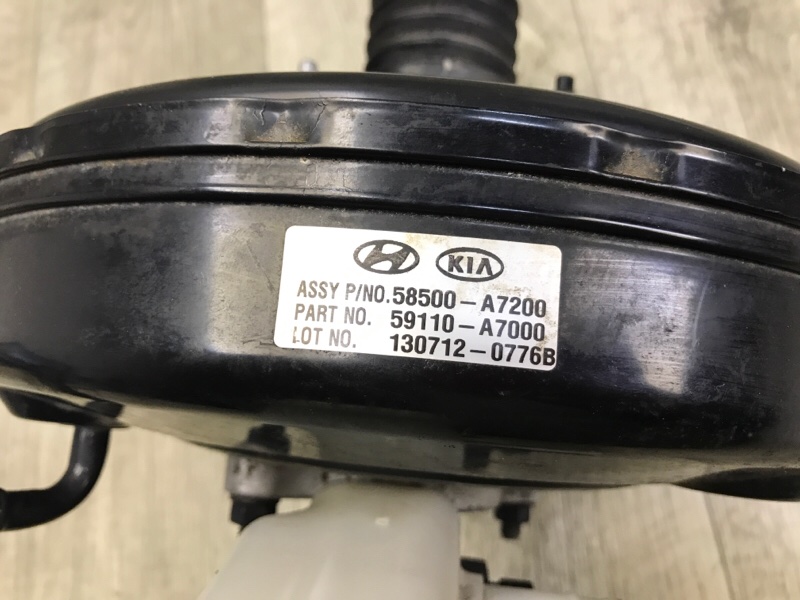 KIA
ASSY P/NO. 58500-A7200
PART NO. 59110-A7000
LOT NO. 130712-0776B